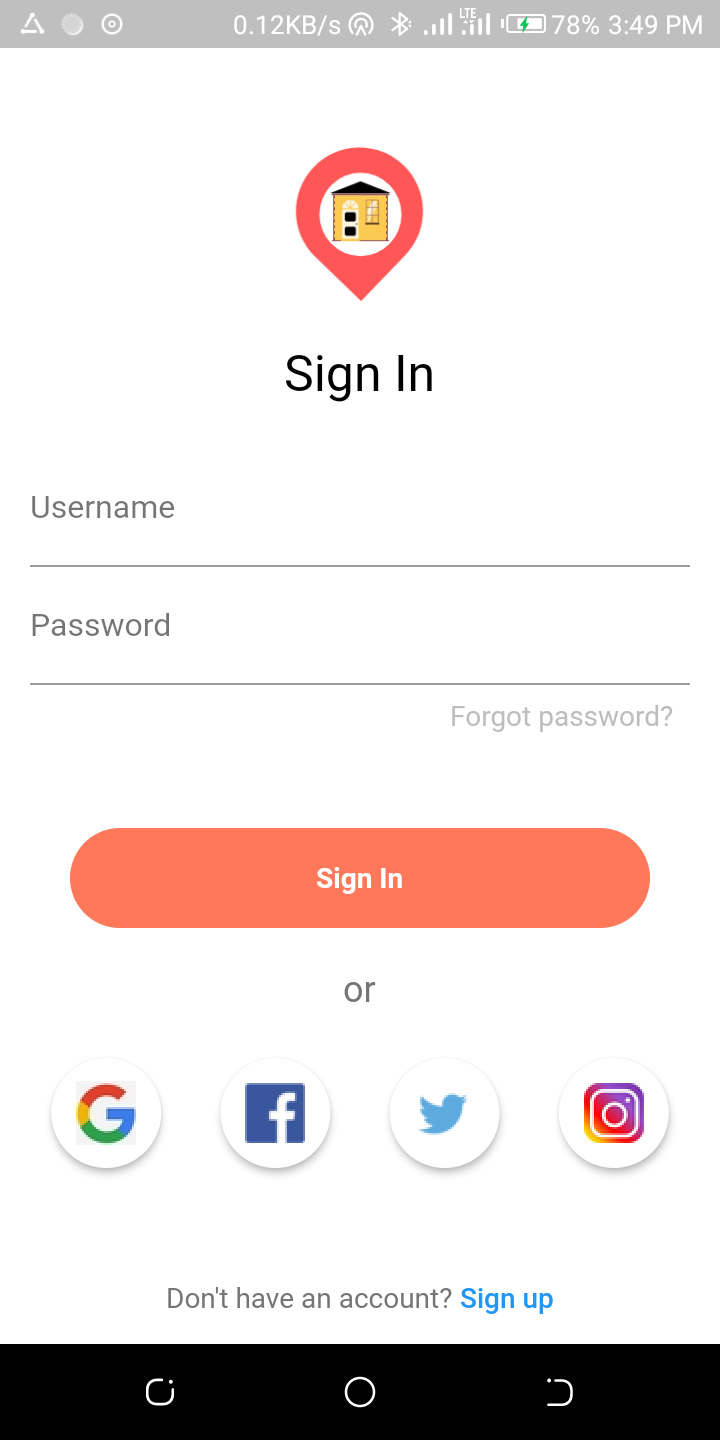 0.12KB/s LTE 78% 3:49 PM
Sign In
Username
Password
Forgot password?
Sign In
or
Don't have an account? Sign up